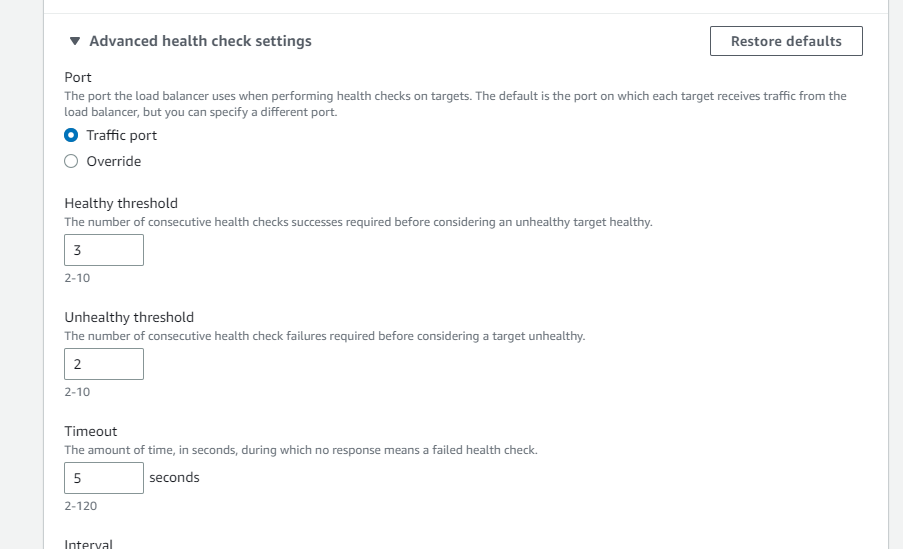 Advanced health check settings
Restore defaults
Port
The port the load balancer uses when performing health checks on targets. The default is the port on which each target receives traffic from the
load balancer, but you can specify a different port.
Traffic port
Override
Healthy threshold
The number of consecutive health checks successes required before considering an unhealthy target healthy.
3
2-10
Unhealthy threshold
The number of consecutive health check failures required before considering a target unhealthy.
2
2-10
Timeout
The amount of time, in seconds, during which no response means a failed health check.
5 seconds
2-120
Interval